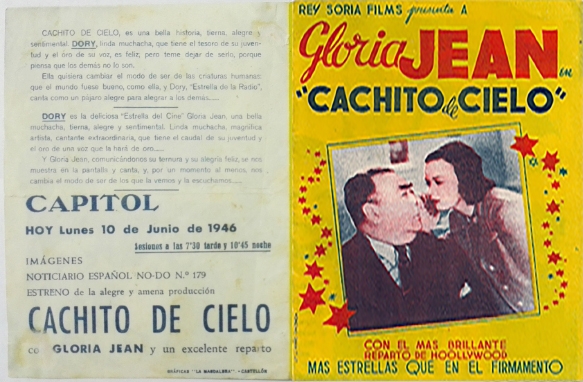 CACHITO DE CIELO, es una bella historia, tierna, alegre y
sentimental. DORY, linda muchacha, que tiene el tesoro de su juven-
tud y el oro de su voz, es feliz, pero teme dejar de serlo, porque
piensa que los demás no lo son.
Ella quisiera cambiar el modo de ser de las criaturas humanas
que el mundo fuese bueno, como ella, y Dory, "Estrella de la Radio",
canta como un pájaro alegre para alegrar a los demás.....
DORY es la deliciosa "Estrella del Cine" Gloria Jean, una bella
muchacha, tierna, alegre y sentimental. Linda muchacha, magnífica
artista, cantante extraordinaria, que tiene el caudal de su juventud y
el oro de una voz que la hará de oro.....
Y Gloria Jean, comunicándonos su ternura y su alegría feliz, se nos
muestra en la pantalla y canta, y, por un momento al menos, nos
cambia el modo de ser de los que la vemos y la escuchamos.....
CAPITOL
HOY Lunes 10 de Junio de 1946
Sesiones a las 7'30 tarde y 10'45 noche
IMÁGENES
NOTICIARIO ESPAÑOL NO-DO N.º 179
ESTRENO de la alegre y amena producción
CACHITO DE CIELO
co GLORIA JEAN y un excelente reparto
GRÁFICAS "LA MAGDALENA".-CASTELLÓN
REY SORIA FILMS presenta A
Gloria JEAN en
"CACHITO de CIELO"
CON EL MAS BRILLANTE
REPARTO DE HOOLLYWOOD
MAS ESTRELLAS QUE EN EL FIRMAMENTO